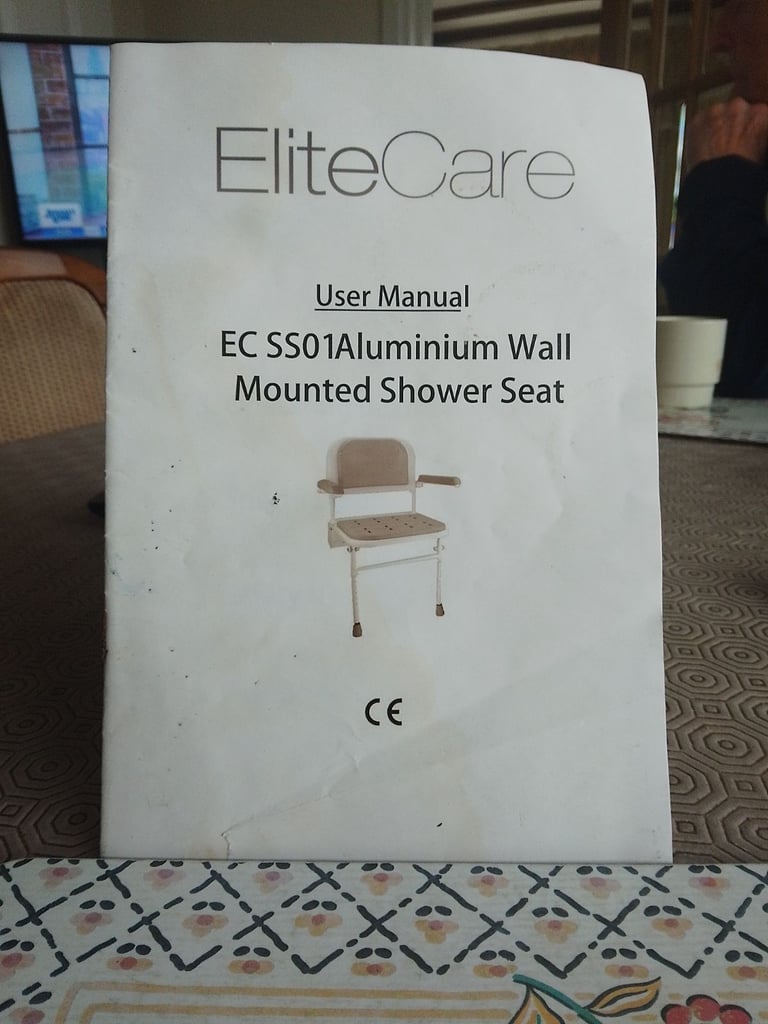 EliteCare
User Manual
EC SS01Aluminium Wall
Mounted Shower Seat
CE